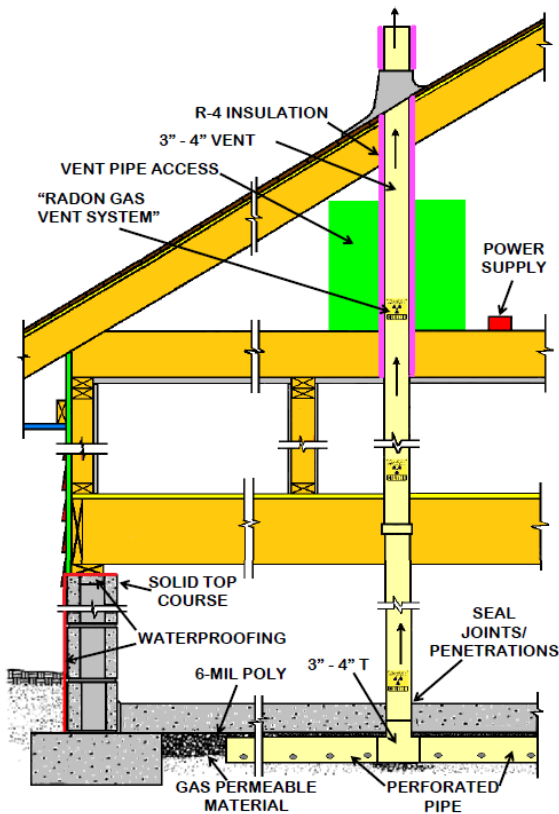 R-4 INSULATION
3” - 4” VENT
VENT PIPE ACCESS
“RADON GAS
VENT SYSTEM”
POWER
SUPPLY
SOLID TOP
COURSE
WATERPROOFING
6-MIL POLY
SEAL
JOINTS/
PENETRATIONS
3” - 4” T
GAS PERMEABLE
MATERIAL
PERFORATED
PIPE